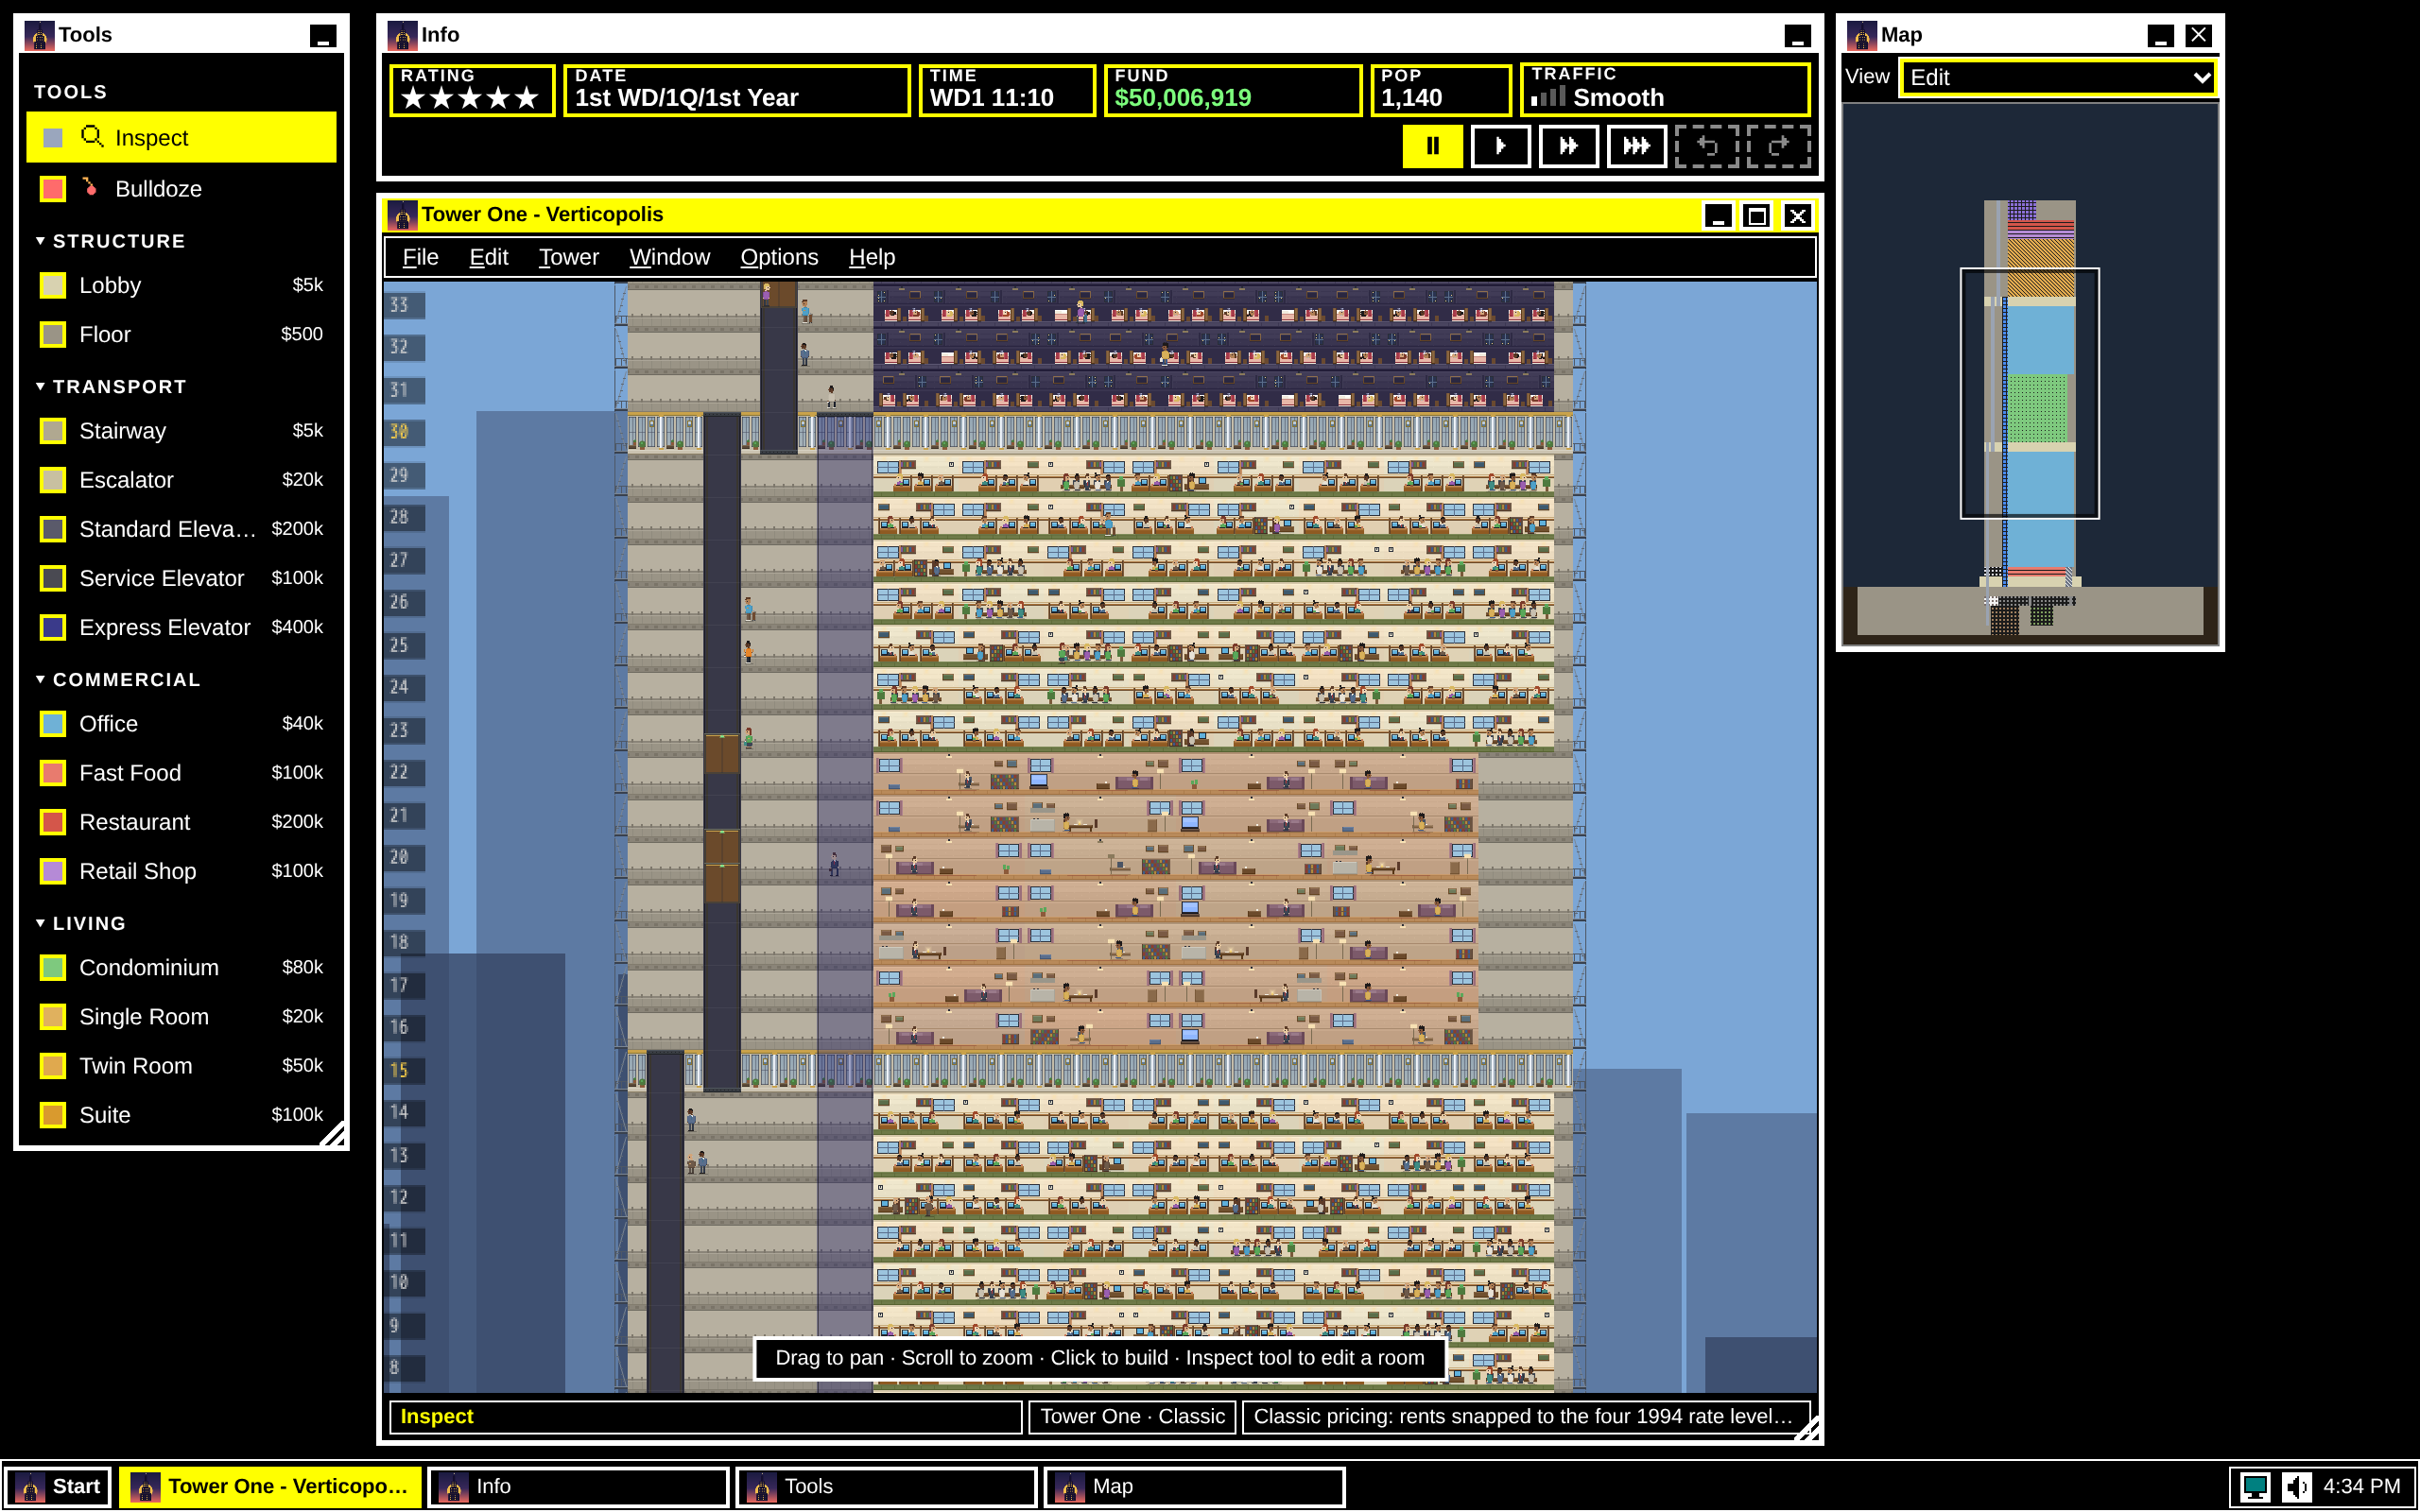 Tools
TOOLS
Inspect
Bulldoze
STRUCTURE
Lobby $5k
Floor $500
TRANSPORT
Stairway $5k
Escalator $20k
Standard Eleva… $200k
Service Elevator $100k
Express Elevator $400k
COMMERCIAL
Office $40k
Fast Food $100k
Restaurant $200k
Retail Shop $100k
LIVING
Condominium $80k
Single Room $20k
Twin Room $50k
Suite $100k
Info
RATING
★★★★★
DATE
1st WD/1Q/1st Year
TIME
WD1 11:10
FUND
$50,006,919
POP
1,140
TRAFFIC
Smooth
Tower One - Verticopolis
File Edit Tower Window Options Help
33
32
31
30
29
28
27
26
25
24
23
22
21
20
19
18
17
16
15
14
13
12
11
10
9
8
Drag to pan · Scroll to zoom · Click to build · Inspect tool to edit a room
Inspect
Tower One · Classic
Classic pricing: rents snapped to the four 1994 rate level…
Map
View Edit
Start
Tower One - Verticopo…
Info
Tools
Map
4:34 PM